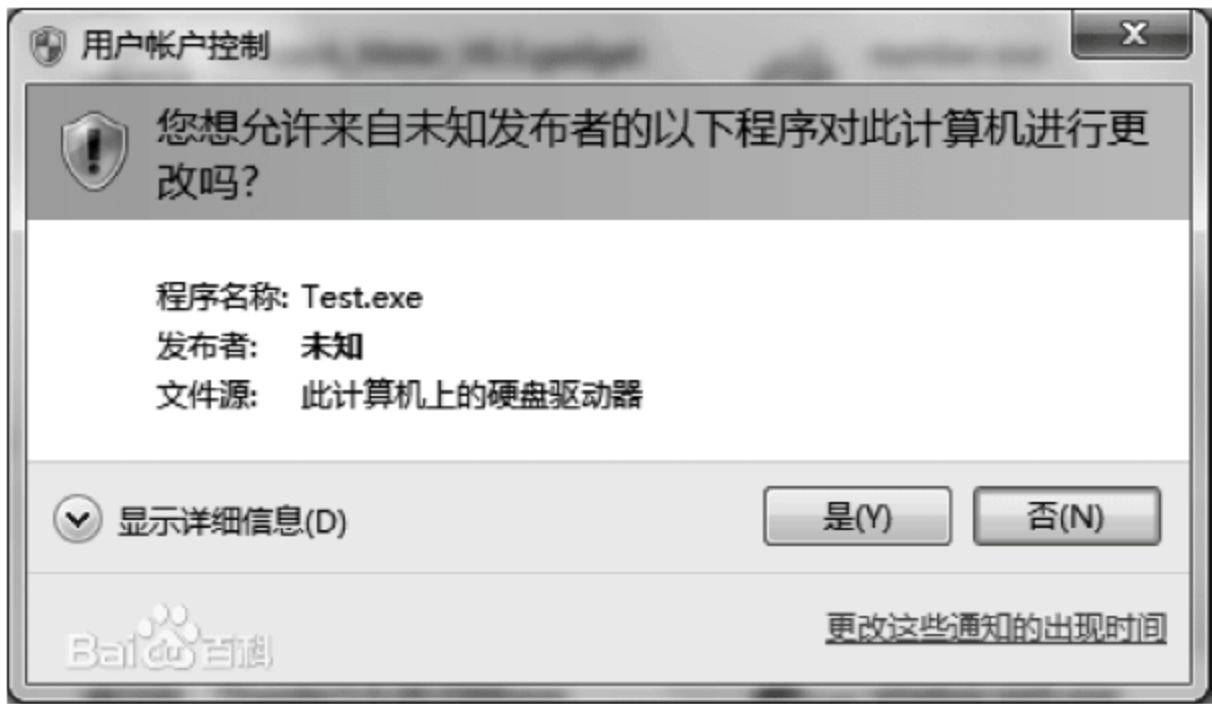 用户帐户控制
您想允许来自未知发布者的以下程序对此计算机进行更
改吗?
程序名称: Test.exe
发布者: 未知
文件源: 此计算机上的硬盘驱动器
显示详细信息(D)
是(Y)
否(N)
更改这些通知的出现时间
Baidu百科